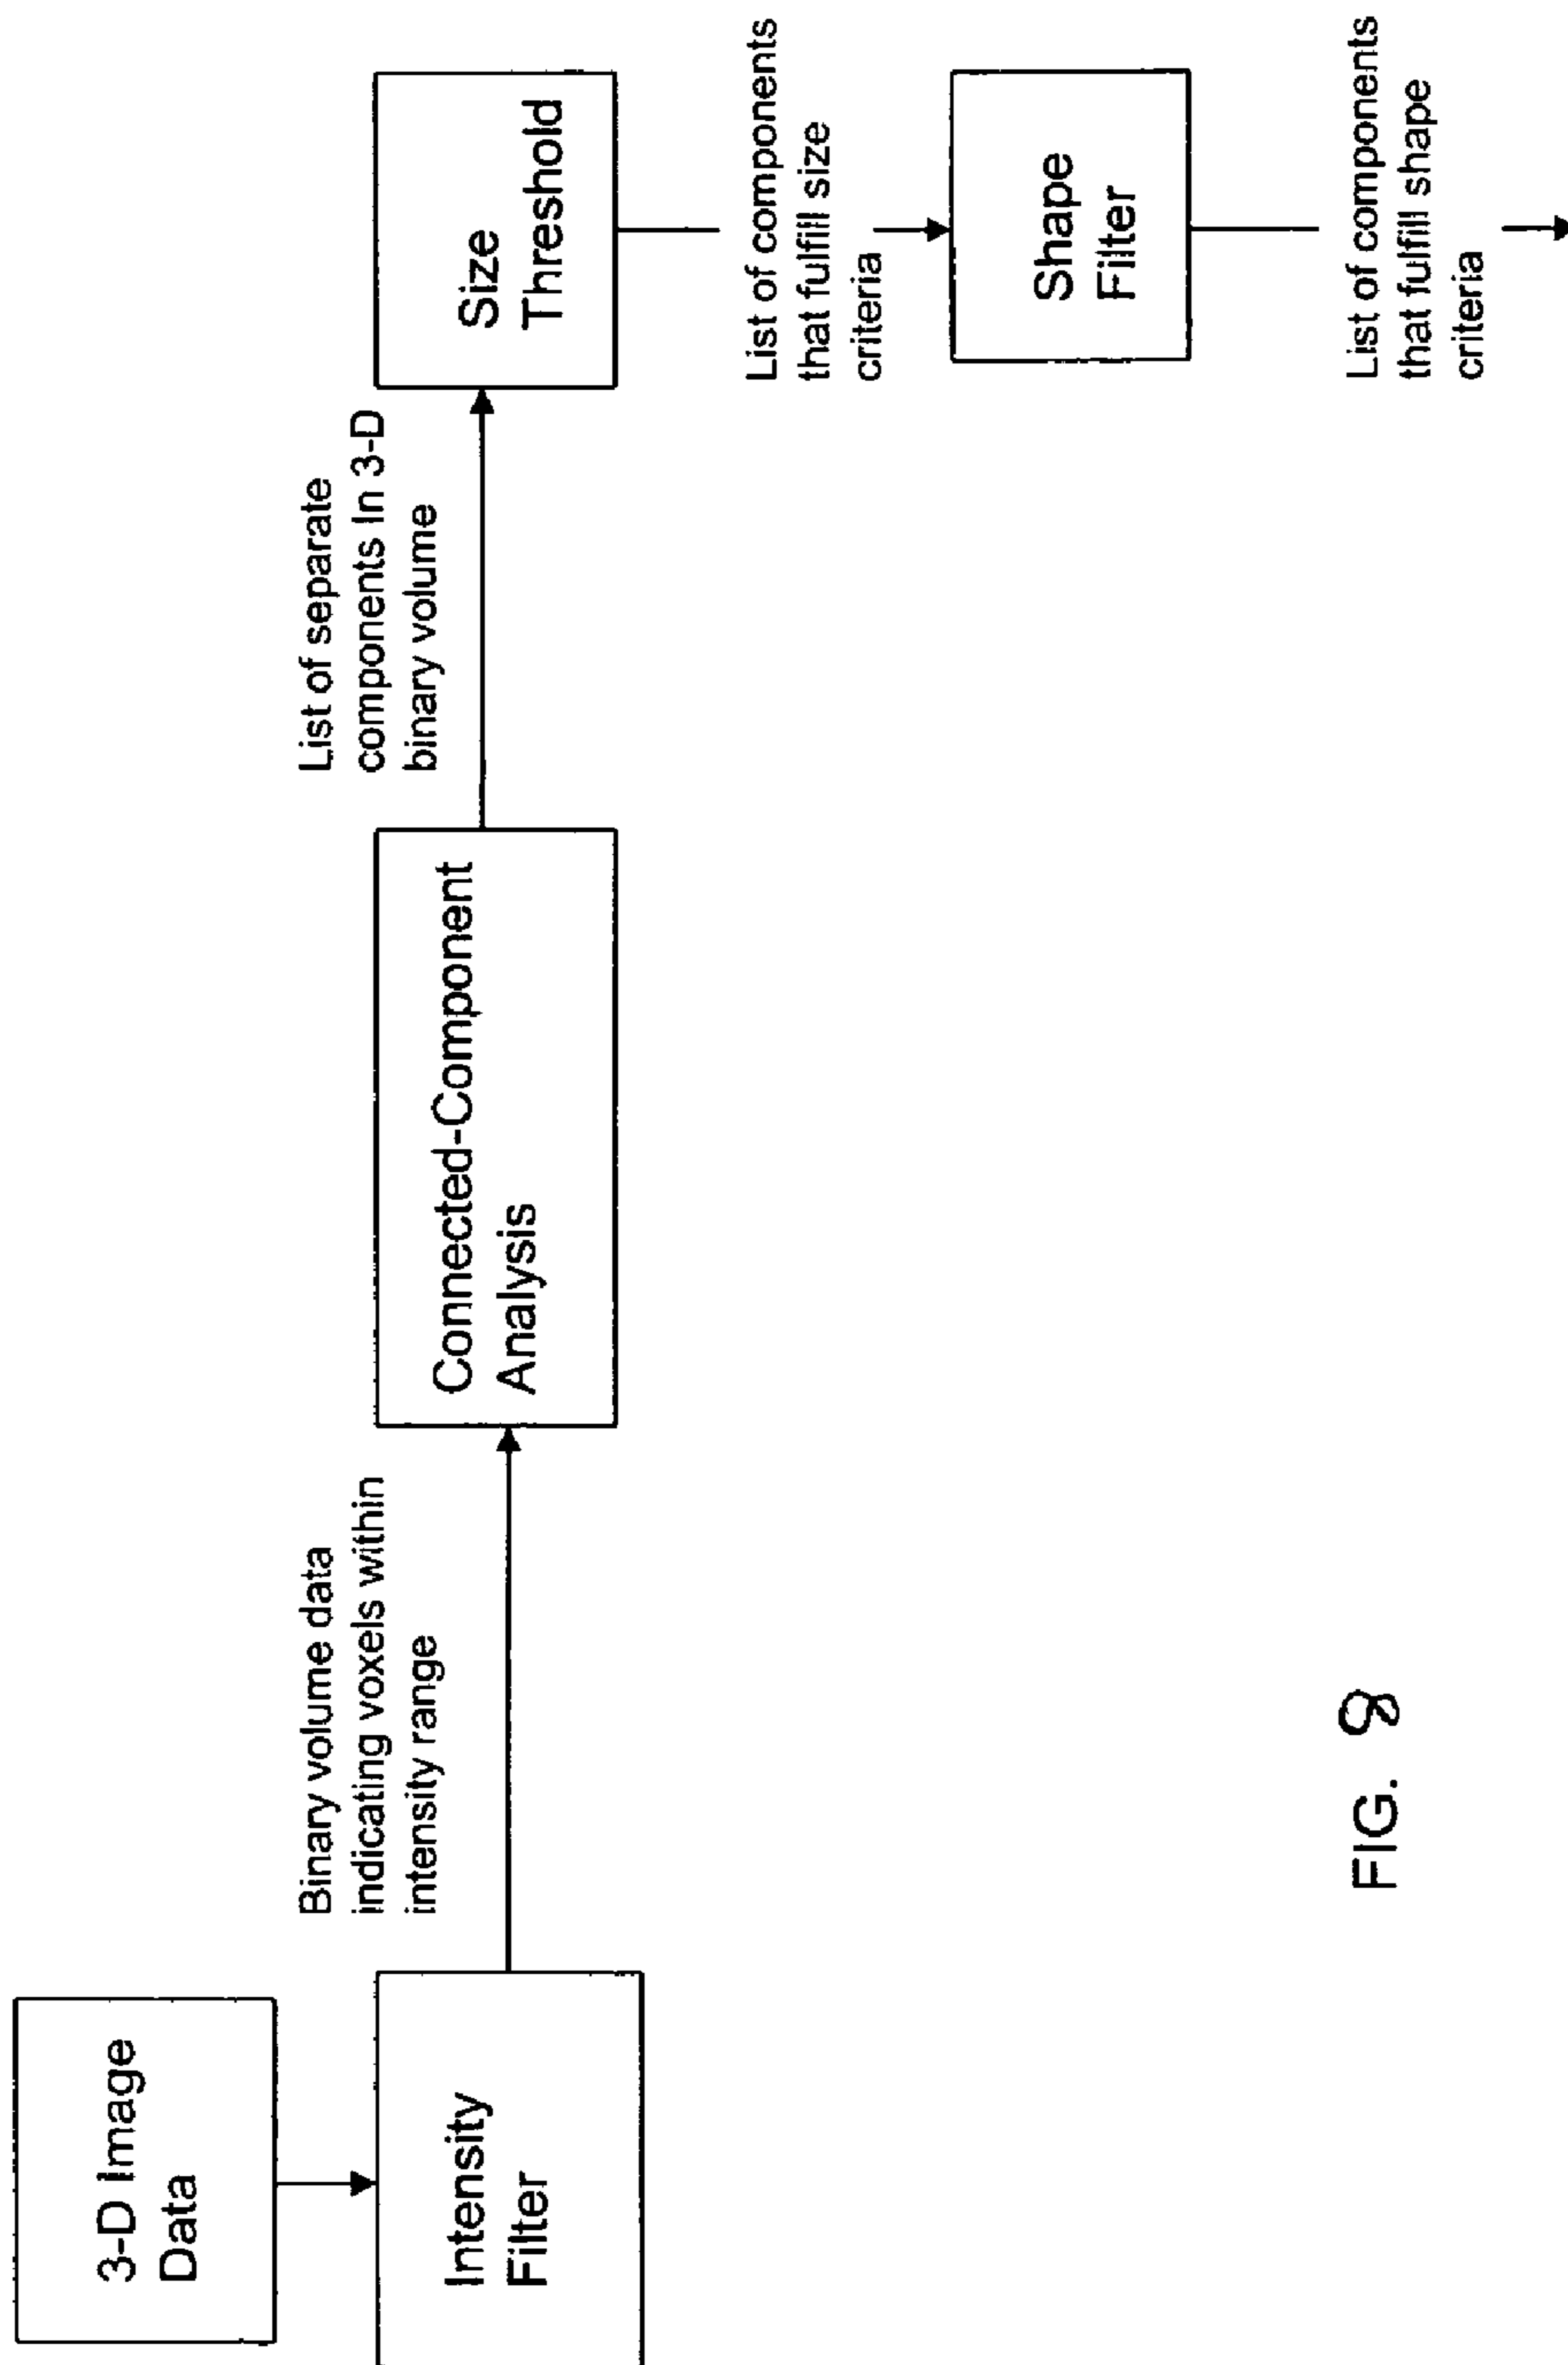 3-D Image
Data
Intensity
Filter
Binary volume data
indicating voxels within
intensity range
Connected-Component
Analysis
List of separate
components In 3-D
binary volume
Size
Threshold
List of components
that fulfill size
criteria
Shape
Filter
List of components
that fulfill shape
criteria
FIG. 8